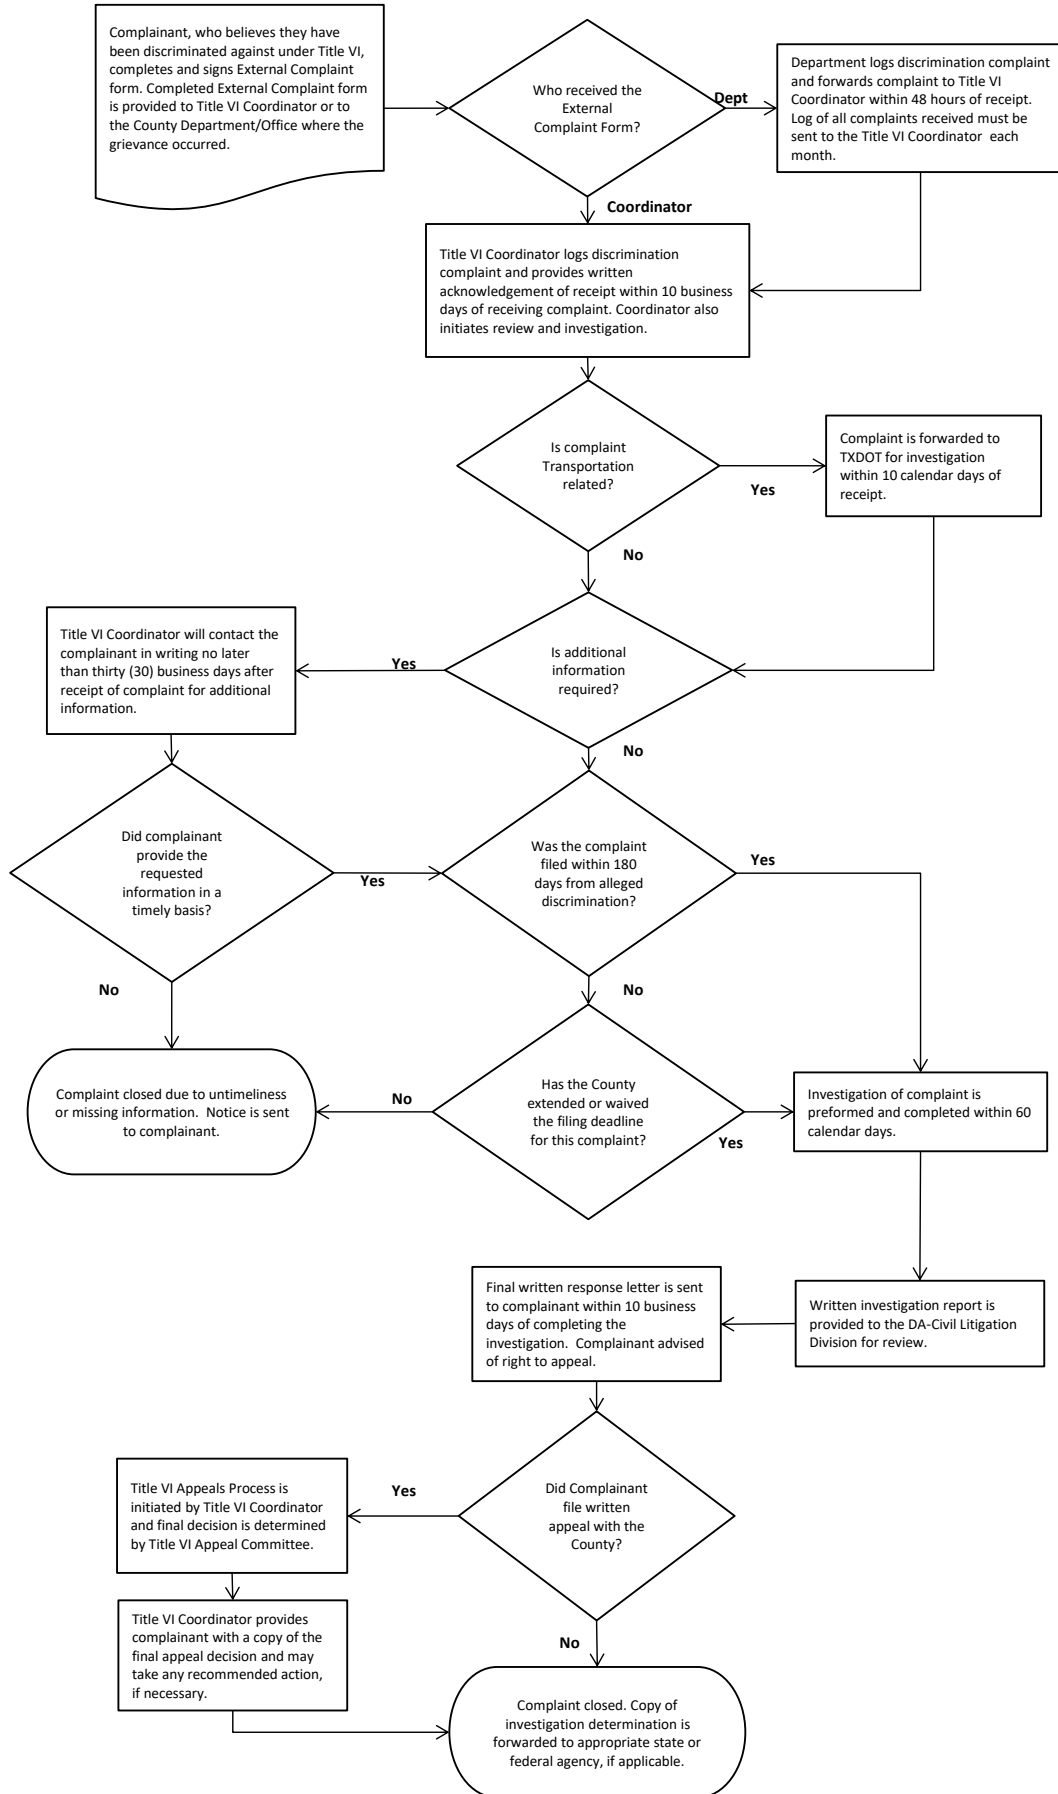 Complainant, who believes they have
been discriminated against under Title VI,
completes and signs External Complaint
form. Completed External Complaint form
is provided to Title VI Coordinator or to
the County Department/Office where the
grievance occurred.
Who received the
External
Complaint Form?
Dept
Department logs discrimination complaint
and forwards complaint to Title VI
Coordinator within 48 hours of receipt.
Log of all complaints received must be
sent to the Title VI Coordinator each
month.
Coordinator
Title VI Coordinator logs discrimination
complaint and provides written
acknowledgement of receipt within 10 business
days of receiving complaint. Coordinator also
initiates review and investigation.
Is complaint
Transportation
related?
Yes
Complaint is forwarded to
TXDOT for investigation
within 10 calendar days of
receipt.
No
Title VI Coordinator will contact the
complainant in writing no later
than thirty (30) business days after
receipt of complaint for additional
information.
Yes
Is additional
information
required?
No
Did complainant
provide the
requested
information in a
timely basis?
Yes
Was the complaint
filed within 180
days from alleged
discrimination?
Yes
No
No
Complaint closed due to untimeliness
or missing information. Notice is sent
to complainant.
No
Has the County
extended or waived
the filing deadline
for this complaint?
Yes
Investigation of complaint is
preformed and completed within 60
calendar days.
Final written response letter is sent
to complainant within 10 business
days of completing the
investigation. Complainant advised
of right to appeal.
Written investigation report is
provided to the DA-Civil Litigation
Division for review.
Title VI Appeals Process is
initiated by Title VI Coordinator
and final decision is determined
by Title VI Appeal Committee.
Yes
Did Complainant
file written
appeal with the
County?
Title VI Coordinator provides
complainant with a copy of the
final appeal decision and may
take any recommended action,
if necessary.
No
Complaint closed. Copy of
investigation determination is
forwarded to appropriate state or
federal agency, if applicable.